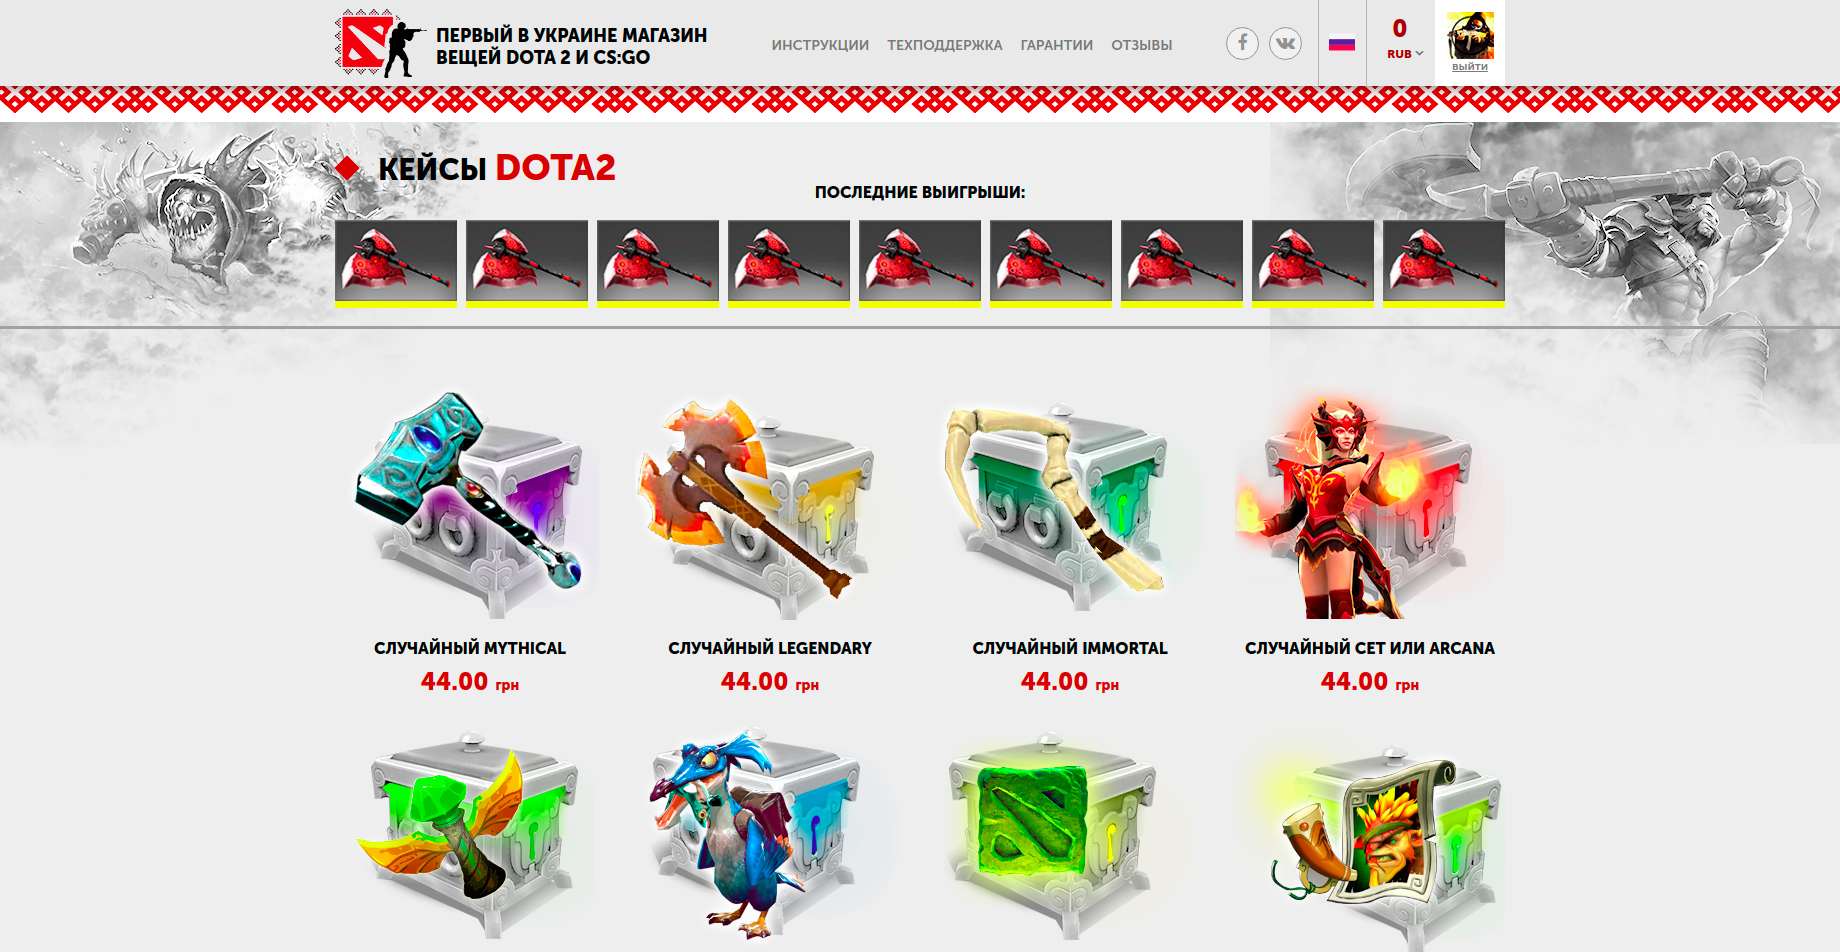 ПЕРВЫЙ В УКРАИНЕ МАГАЗИН
ВЕЩЕЙ DOTA 2 И CS:GO
ИНСТРУКЦИИ ТЕХПОДДЕРЖКА ГАРАНТИИ ОТЗЫВЫ
0
RUB
ВЫЙТИ
КЕЙСЫ DOTA2
ПОСЛЕДНИЕ ВЫИГРЫШИ:
СЛУЧАЙНЫЙ MYTHICAL
44.00 грн
СЛУЧАЙНЫЙ LEGENDARY
44.00 грн
СЛУЧАЙНЫЙ IMMORTAL
44.00 грн
СЛУЧАЙНЫЙ СЕТ ИЛИ ARCANA
44.00 грн